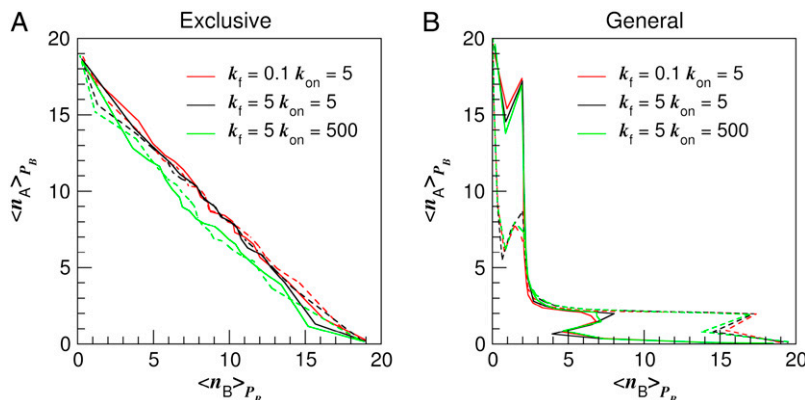 A
Exclusive
20
15
10
5
0
<n_A>_{P_B}
k_f = 0.1 k_on = 5
k_f = 5 k_on = 5
k_f = 5 k_on = 500
0 5 10 15 20
<n_B>_{P_B}
B
General
20
15
10
5
0
<n_A>_{P_B}
k_f = 0.1 k_on = 5
k_f = 5 k_on = 5
k_f = 5 k_on = 500
0 5 10 15 20
<n_B>_{P_B}